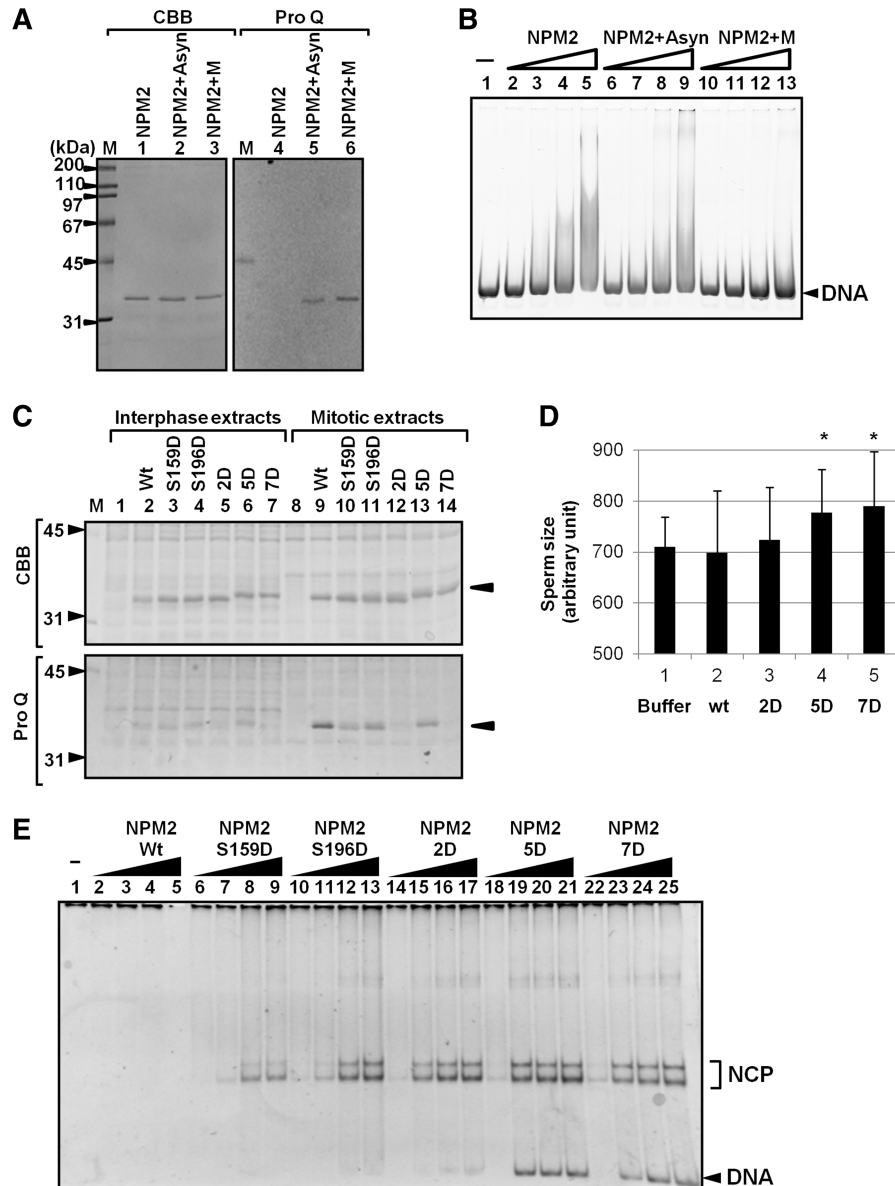 A
CBB
Pro Q
NPM2
NPM2+Asyn
NPM2+M
NPM2
NPM2+Asyn
NPM2+M
(kDa) M 1 2 3 M 4 5 6
200
110
97
67
45
31
B
NPM2 NPM2+Asyn NPM2+M
–
1 2 3 4 5 6 7 8 9 10 11 12 13
DNA
C
Interphase extracts Mitotic extracts
Wt S159D S196D 2D 5D 7D Wt S159D S196D 2D 5D 7D
M 1 2 3 4 5 6 7 8 9 10 11 12 13 14
CBB
45
31
Pro Q
45
31
D
Sperm size
(arbitrary unit)
* *
900
800
700
600
500
1 2 3 4 5
Buffer wt 2D 5D 7D
E
NPM2 NPM2 NPM2 NPM2 NPM2 NPM2
Wt S159D S196D 2D 5D 7D
–
1 2 3 4 5 6 7 8 9 10 11 12 13 14 15 16 17 18 19 20 21 22 23 24 25
NCP
DNA